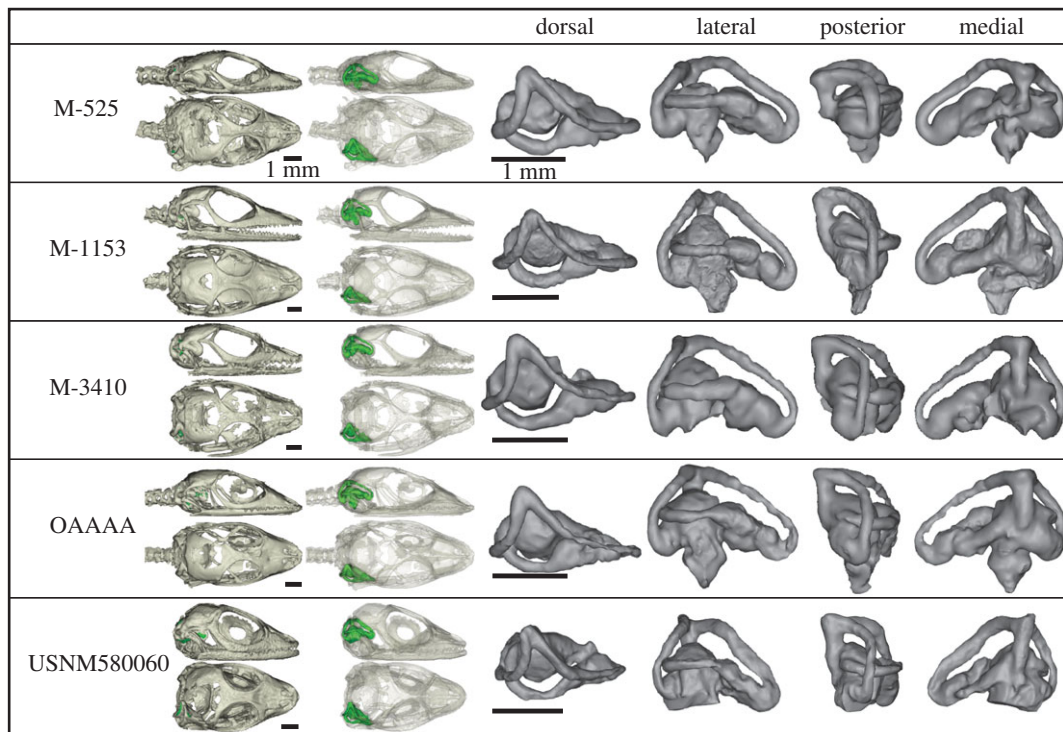 dorsal lateral posterior medial
M-525
1 mm 1 mm
M-1153
M-3410
OAAAA
USNM580060